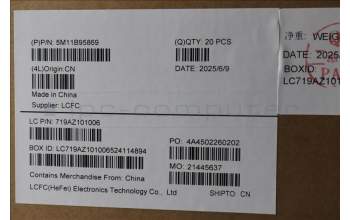 (P)P/N: 5M11B95869
(Q)QTY: 20 PCS
(4L)Origin:CN
DATE: 2025/6/9
Made in China
Supplier: LCFC
LC P/N: 719AZ101006
PO: 4A4502260202
BOX ID: LC719AZ101006524114894
MO: 21445637
Contains Merchandise From China
LCFC(HeFei) Electronics Technology Co., Ltd
SHIPTO: CN
净重: WEIG
DATE: 2025
BOXID
LC719AZ101
PA